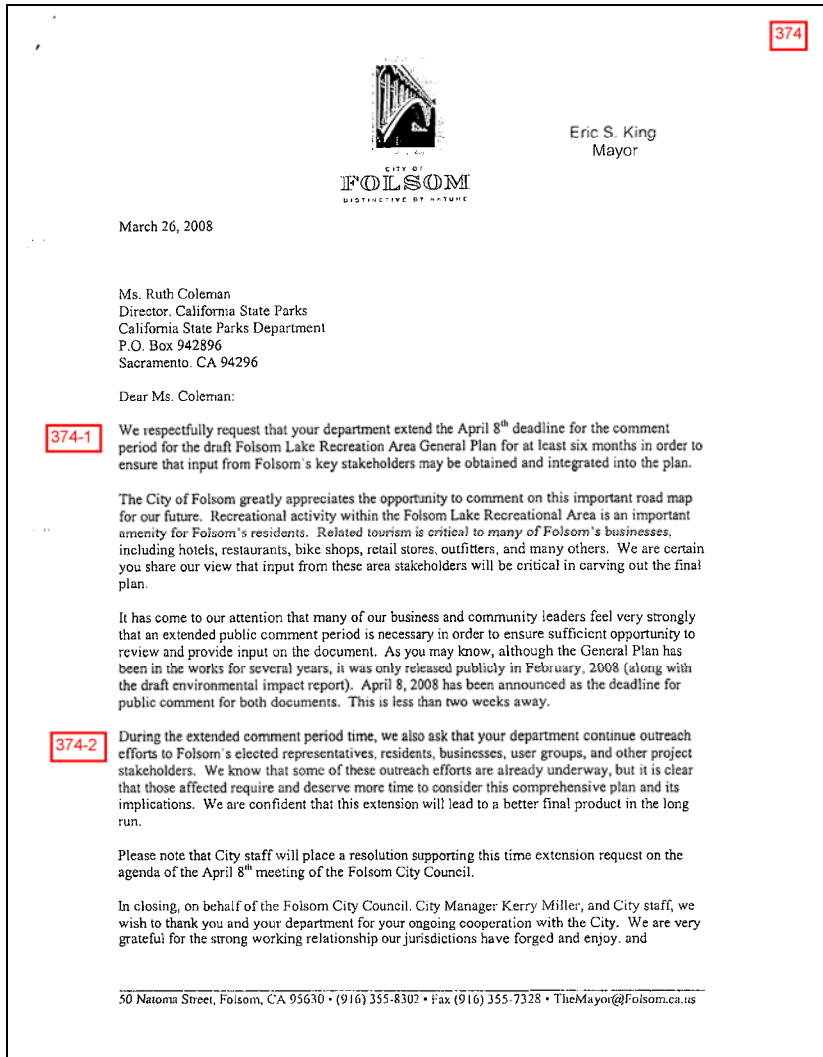 374
Eric S. King
Mayor
CITY OF
FOLSOM
DISTINCTIVE BY NATURE
March 26, 2008
Ms. Ruth Coleman
Director, California State Parks
California State Parks Department
P.O. Box 942896
Sacramento. CA 94296
Dear Ms. Coleman:
374-1
We respectfully request that your department extend the April 8th deadline for the comment
period for the draft Folsom Lake Recreation Area General Plan for at least six months in order to
ensure that input from Folsom's key stakeholders may be obtained and integrated into the plan.
The City of Folsom greatly appreciates the opportunity to comment on this important road map
for our future. Recreational activity within the Folsom Lake Recreational Area is an important
amenity for Folsom's residents. Related tourism is critical to many of Folsom's businesses,
including hotels, restaurants, bike shops, retail stores, outfitters, and many others. We are certain
you share our view that input from these area stakeholders will be critical in carving out the final
plan.
It has come to our attention that many of our business and community leaders feel very strongly
that an extended public comment period is necessary in order to ensure sufficient opportunity to
review and provide input on the document. As you may know, although the General Plan has
been in the works for several years, it was only released publicly in February, 2008 (along with
the draft environmental impact report). April 8, 2008 has been announced as the deadline for
public comment for both documents. This is less than two weeks away.
374-2
During the extended comment period time, we also ask that your department continue outreach
efforts to Folsom's elected representatives, residents, businesses, user groups, and other project
stakeholders. We know that some of these outreach efforts are already underway, but it is clear
that those affected require and deserve more time to consider this comprehensive plan and its
implications. We are confident that this extension will lead to a better final product in the long
run.
Please note that City staff will place a resolution supporting this time extension request on the
agenda of the April 8th meeting of the Folsom City Council.
In closing, on behalf of the Folsom City Council. City Manager Kerry Miller, and City staff, we
wish to thank you and your department for your ongoing cooperation with the City. We are very
grateful for the strong working relationship our jurisdictions have forged and enjoy. and
50 Natoma Street, Folsom, CA 95630 • (916) 355-8302 • Fax (916) 355-7328 • TheMayor@Folsom.ca.us